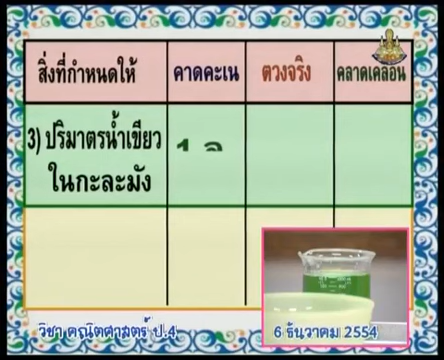 สิ่งที่กำหนดให้ คาดคะเน ตวงจริง คลาดเคลื่อน
3) ปริมาตรน้ำเขียว
ในกะละมัง
วิชา คณิตศาสตร์ ป.4
6 ธันวาคม 2554